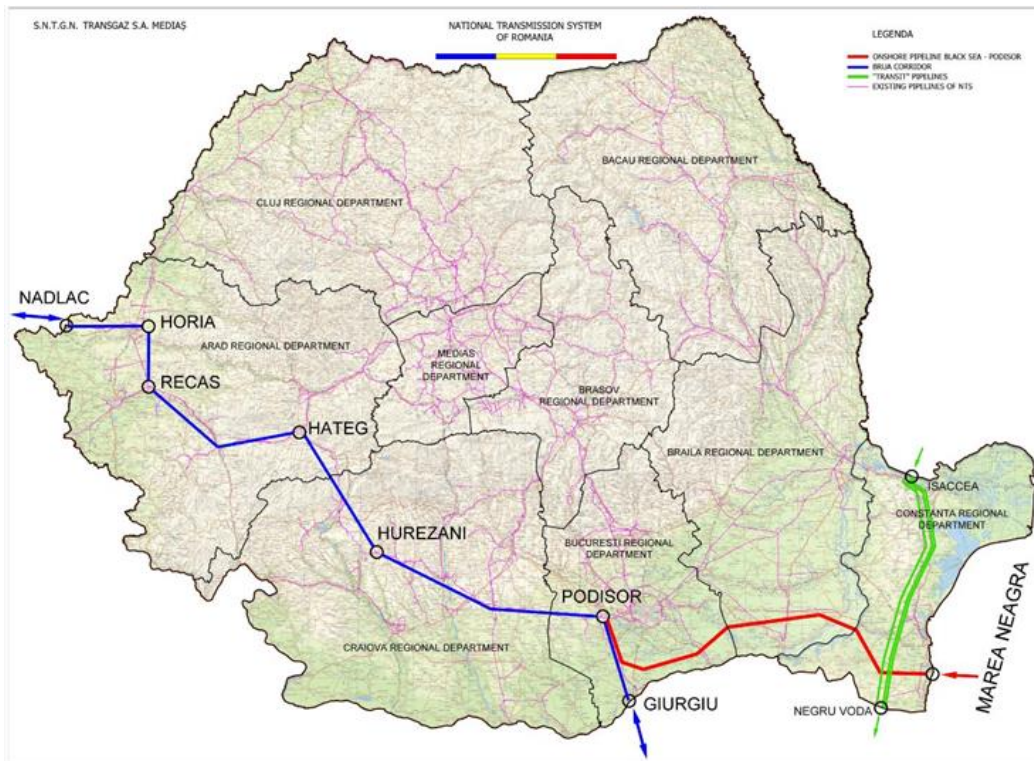 S.N.T.G.N. TRANSGAZ S.A. MEDIAȘ
NATIONAL TRANSMISSION SYSTEM
OF ROMANIA
LEGENDA
ONSHORE PIPELINE BLACK SEA - PODISOR
BRUA CORRIDOR
"TRANSIT" PIPELINES
EXISTING PIPELINES OF NTS
BACAU REGIONAL DEPARTMENT
CLUJ REGIONAL DEPARTMENT
NADLAC
HORIA
ARAD REGIONAL DEPARTMENT
MEDIAS
REGIONAL
DEPARTMENT
RECAS
BRASOV
REGIONAL DEPARTMENT
HATEG
BRAILA REGIONAL DEPARTMENT
ISACCEA
CONSTANTA REGIONAL
DEPARTMENT
HUREZANI
BUCURESTI REGIONAL
DEPARTMENT
PODISOR
CRAIOVA REGIONAL DEPARTMENT
MAREA NEAGRA
GIURGIU
NEGRU VODA